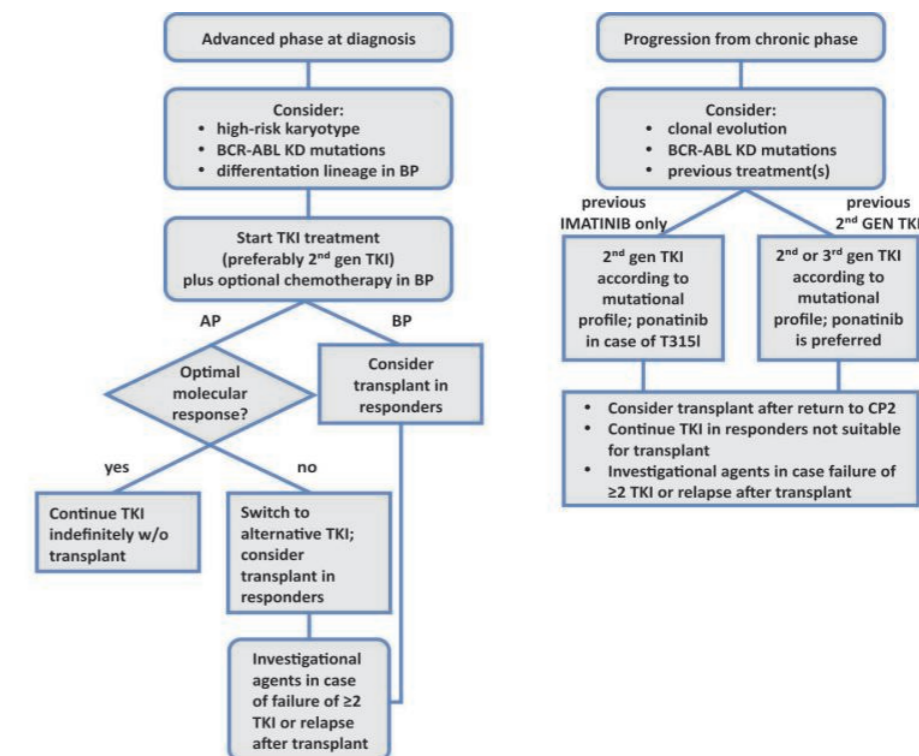 Advanced phase at diagnosis
Consider:
• high-risk karyotype
• BCR-ABL KD mutations
• differentation lineage in BP
Start TKI treatment
(preferably 2nd gen TKI)
plus optional chemotherapy in BP
AP
BP
Optimal
molecular
response?
Consider
transplant in
responders
yes
no
Continue TKI
indefinitely w/o
transplant
Switch to
alternative TKI;
consider
transplant in
responders
Investigational
agents in case
of failure of ≥2
TKI or relapse
after transplant
Progression from chronic phase
Consider:
• clonal evolution
• BCR-ABL KD mutations
• previous treatment(s)
previous
IMATINIB only
previous
2nd GEN TKI
2nd gen TKI
according to
mutational
profile; ponatinib
in case of T315I
2nd or 3rd gen TKI
according to
mutational
profile; ponatinib
is preferred
• Consider transplant after return to CP2
• Continue TKI in responders not suitable
for transplant
• Investigational agents in case failure of
≥2 TKI or relapse after transplant